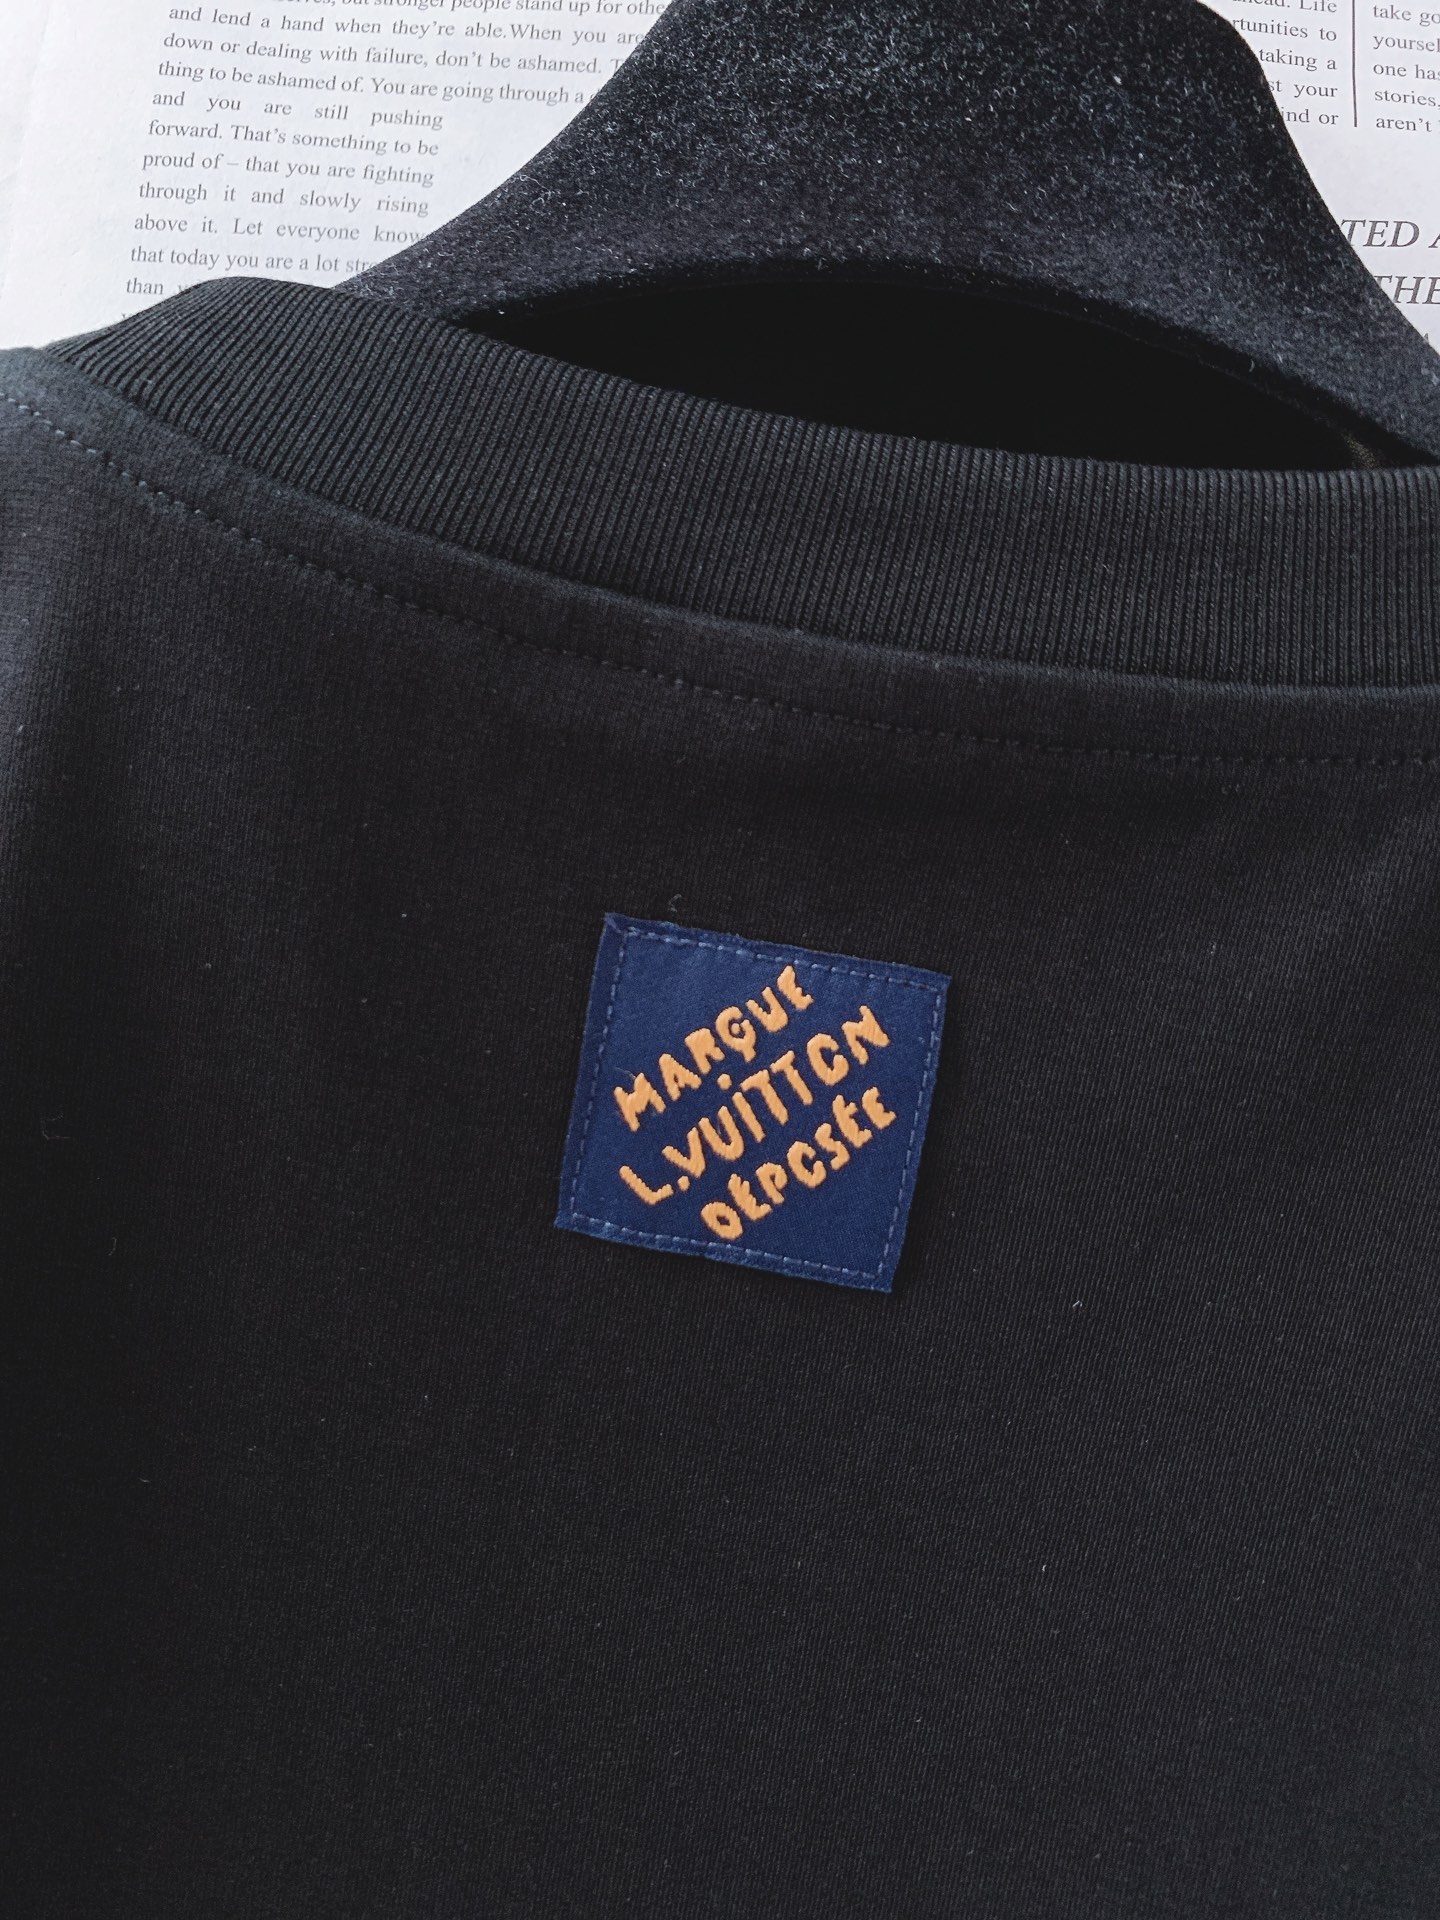 and lend a hand when they're able. When you are
down or dealing with failure, don't be ashamed.
thing to be ashamed of. You are going through a
and you are still pushing
forward. That's something to be
proud of – that you are fighting
through it and slowly rising
above it. Let everyone know
that today you are a lot
than
Life
to
taking a
your
or
take
one
stories,
aren't
MARQUE
L.VUITTON
DÉPOSÉE